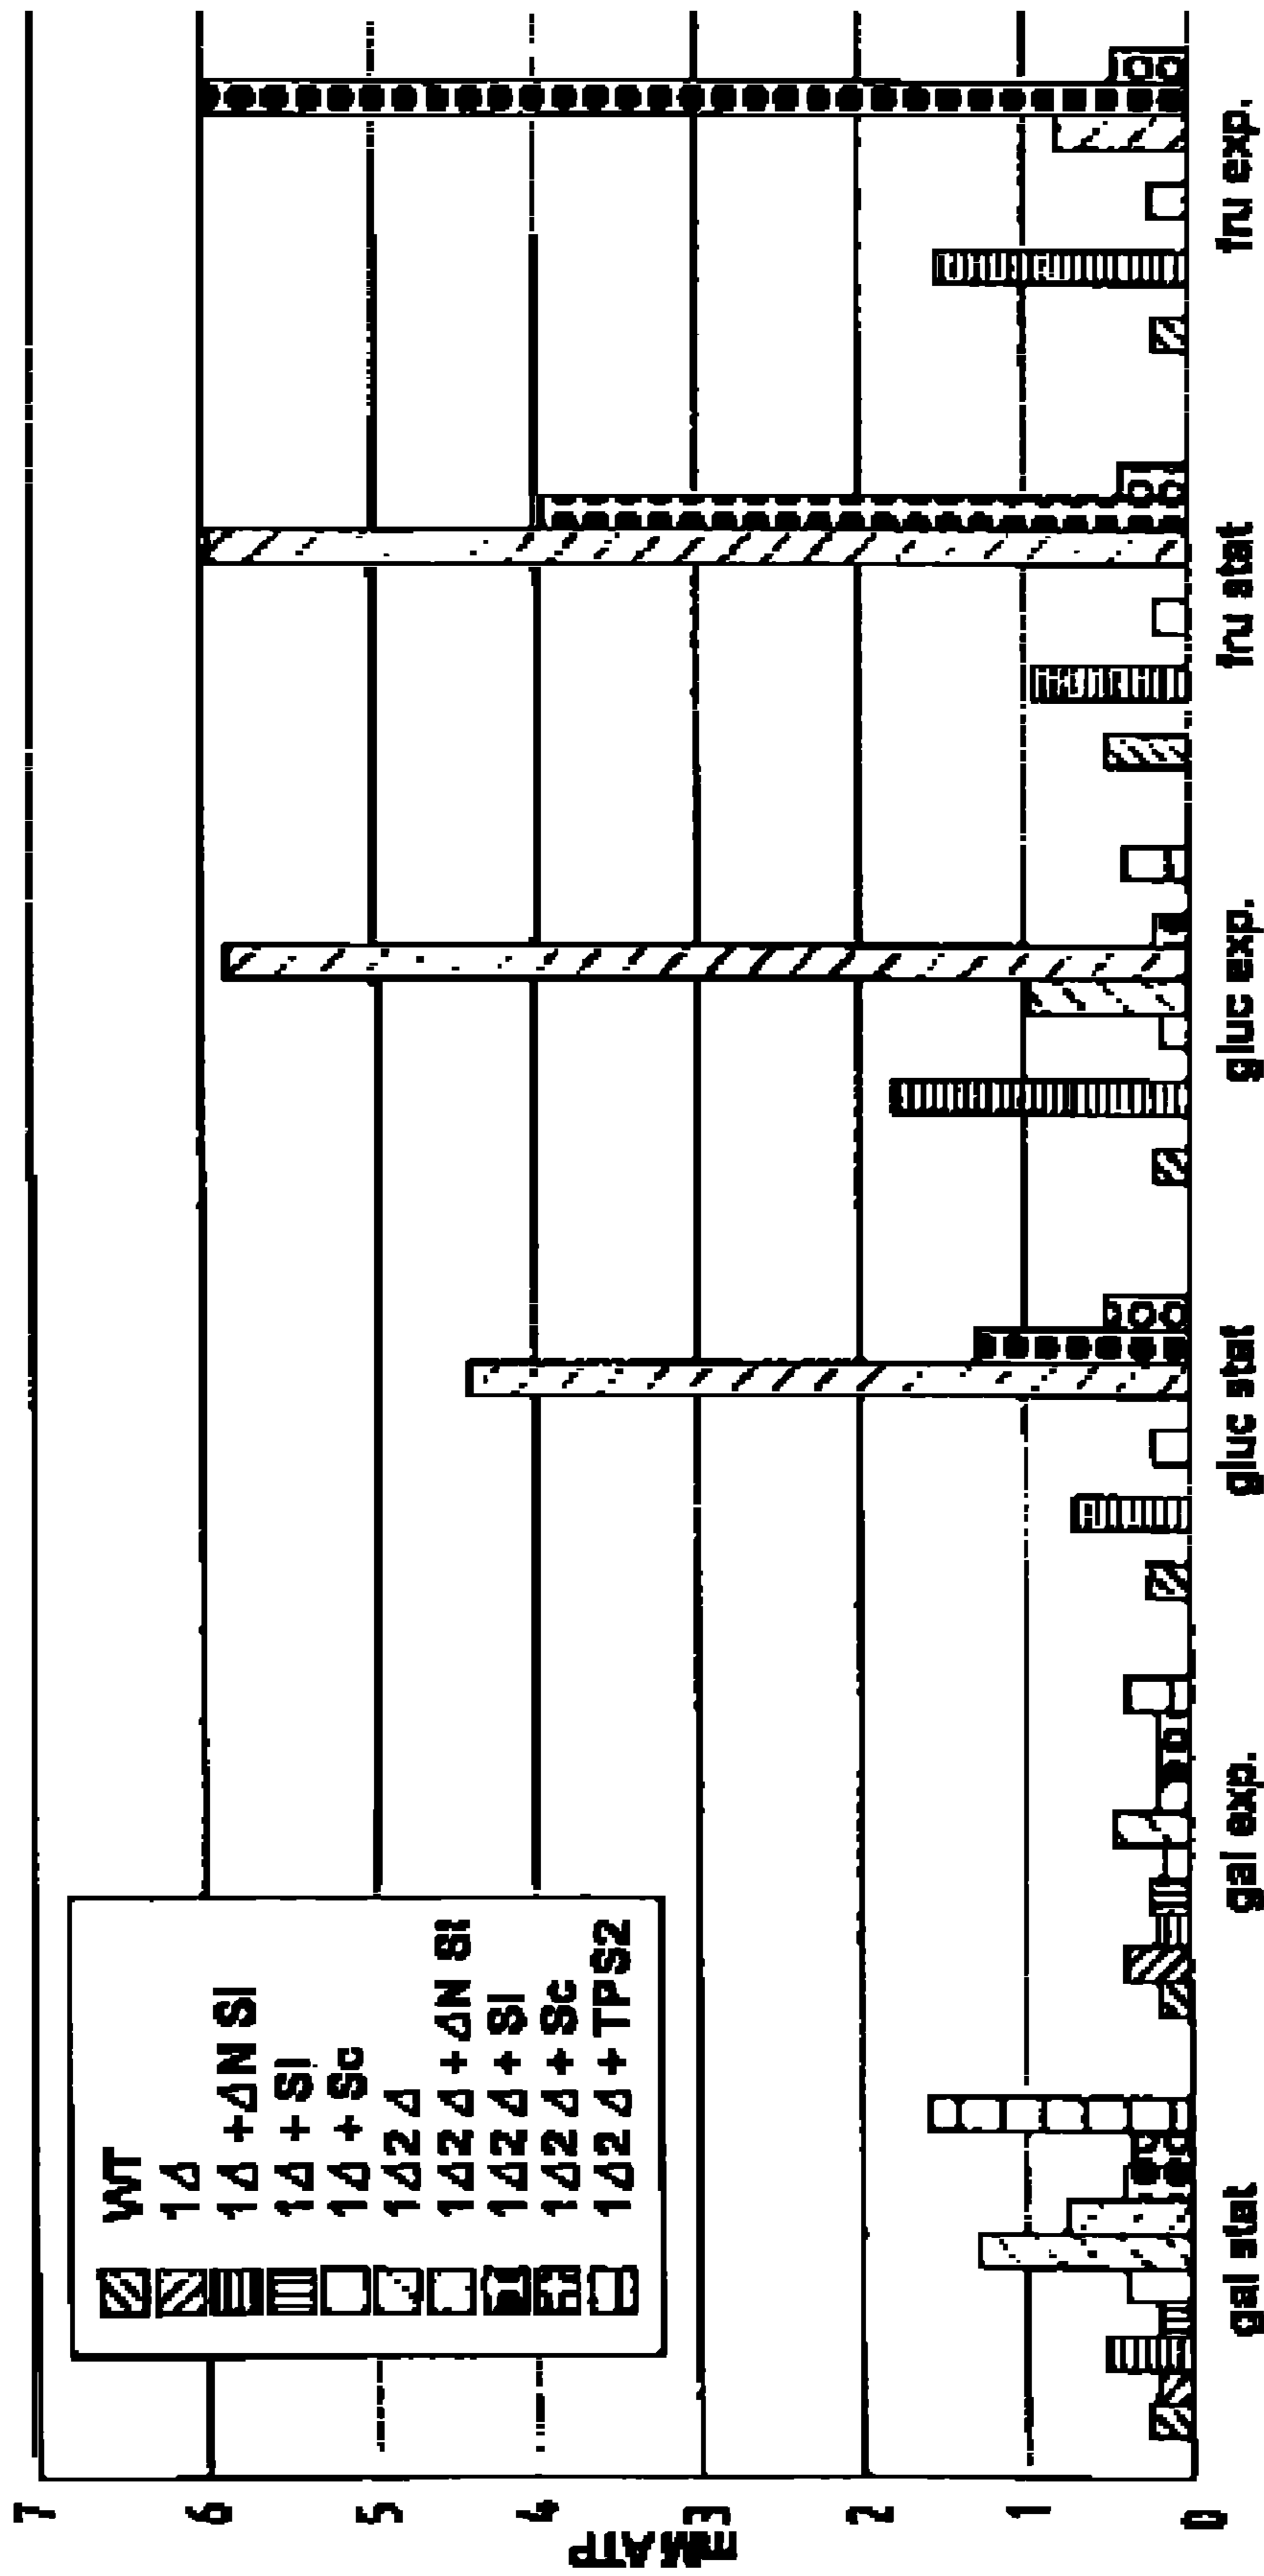 7
6
5
4
3
2
1
0
mM ATP
WT
1Δ
1Δ +ΔN Sl
1Δ + Sl
1Δ + Sc
1Δ2Δ
1Δ2Δ +ΔN Sl
1Δ2Δ + Sl
1Δ2Δ + Sc
1Δ2Δ + TPS2
gal stat
gal exp.
gluc stat
gluc exp.
fru stat
fru exp.